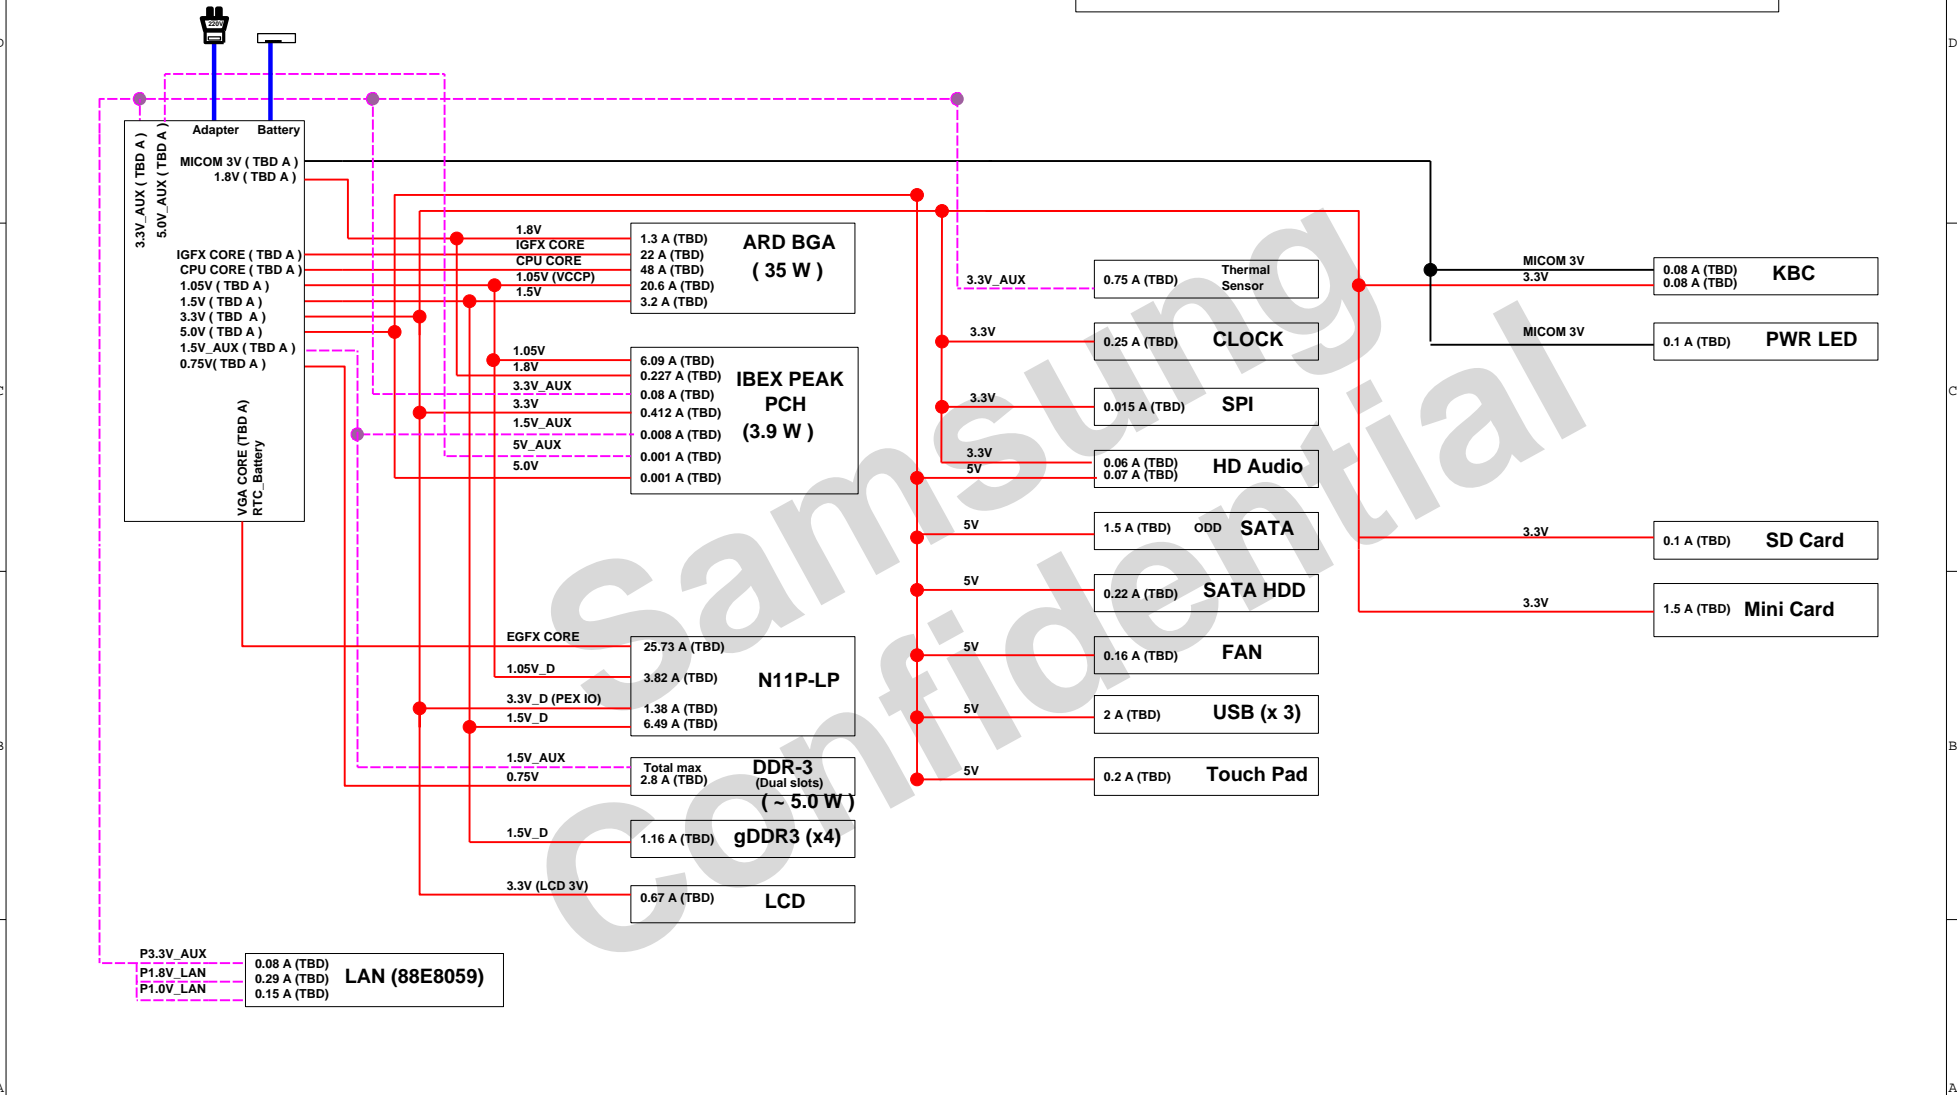 D
D
220V
Adapter Battery
3.3V_AUX ( TBD A )
5.0V_AUX ( TBD A )
MICOM 3V ( TBD A )
1.8V ( TBD A )
IGFX CORE ( TBD A )
CPU CORE ( TBD A )
1.05V ( TBD A )
1.5V ( TBD A )
3.3V ( TBD A )
5.0V ( TBD A )
1.5V_AUX ( TBD A )
0.75V( TBD A )
VGA CORE (TBD A)
RTC_Battery
1.8V
IGFX CORE
CPU CORE
1.05V (VCCP)
1.5V
1.3 A (TBD)
22 A (TBD)
48 A (TBD)
20.6 A (TBD)
3.2 A (TBD)
ARD BGA
( 35 W )
1.05V
1.8V
3.3V_AUX
3.3V
1.5V_AUX
5V_AUX
5.0V
6.09 A (TBD)
0.227 A (TBD)
0.08 A (TBD)
0.412 A (TBD)
0.008 A (TBD)
0.001 A (TBD)
0.001 A (TBD)
IBEX PEAK
PCH
(3.9 W )
EGFX CORE
1.05V_D
3.3V_D (PEX IO)
1.5V_D
25.73 A (TBD)
3.82 A (TBD)
1.38 A (TBD)
6.49 A (TBD)
N11P-LP
1.5V_AUX
0.75V
Total max
2.8 A (TBD)
DDR-3
(Dual slots)
( ~ 5.0 W )
1.5V_D
1.16 A (TBD) gDDR3 (x4)
3.3V (LCD 3V)
0.67 A (TBD) LCD
P3.3V_AUX
P1.8V_LAN
P1.0V_LAN
0.08 A (TBD)
0.29 A (TBD)
0.15 A (TBD)
LAN (88E8059)
3.3V_AUX
0.75 A (TBD)
Thermal
Sensor
3.3V
0.25 A (TBD) CLOCK
3.3V
0.015 A (TBD) SPI
3.3V
5V
0.06 A (TBD)
0.07 A (TBD)
HD Audio
5V
1.5 A (TBD) ODD SATA
5V
0.22 A (TBD) SATA HDD
5V
0.16 A (TBD) FAN
5V
2 A (TBD) USB (x 3)
5V
0.2 A (TBD) Touch Pad
MICOM 3V
3.3V
0.08 A (TBD)
0.08 A (TBD)
KBC
MICOM 3V
0.1 A (TBD) PWR LED
3.3V
0.1 A (TBD) SD Card
3.3V
1.5 A (TBD) Mini Card
Samsung
Confidential
C
C
B
B
A
A